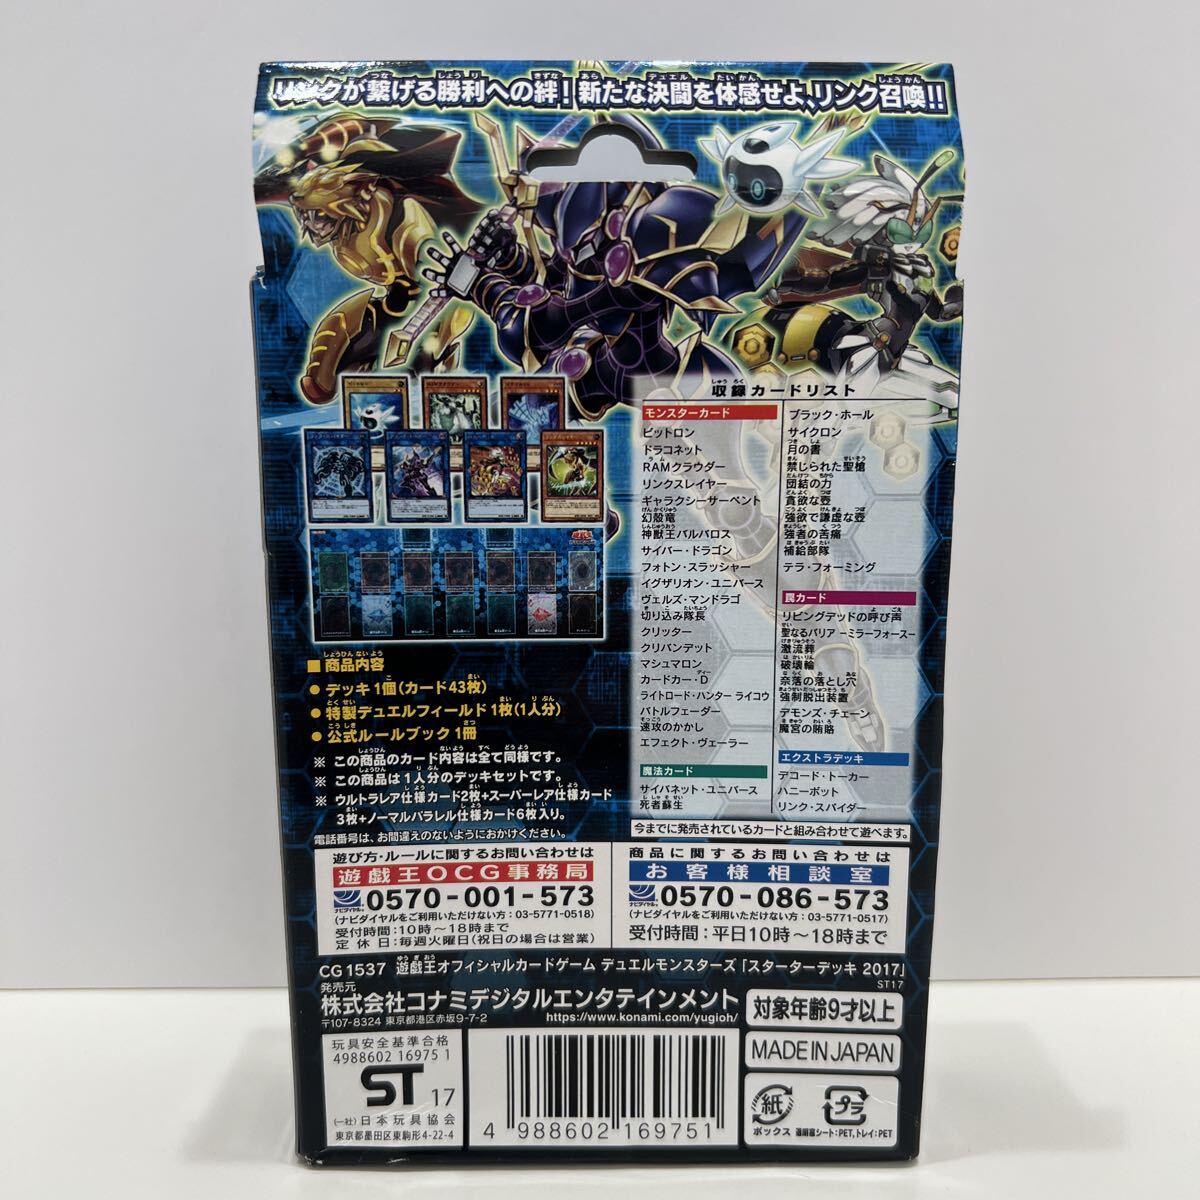 リンクが繋げる勝利への絆！新たな決闘を体感せよ、リンク召喚!!
収録カードリスト
モンスターカード
ビットロン
ドラコネット
RAMクラウダー
リンクスレイヤー
ギャラクシーサーペント
幻殻竜
神獣王バルバロス
サイバー・ドラゴン
フォトン・スラッシャー
イグザリオン・ユニバース
ヴェルズ・マンドラゴ
切り込み隊長
クリッター
クリバンデット
マシュマロン
カードカー・D
ライトロード・ハンター ライコウ
バトルフェーダー
速攻のかかし
エフェクト・ヴェーラー
魔法カード
サイバネット・ユニバース
死者蘇生
ブラック・ホール
サイクロン
月の書
禁じられた聖槍
団結の力
貪欲な壺
強欲で謙虚な壺
強者の苦痛
補給部隊
テラ・フォーミング
罠カード
リビングデッドの呼び声
聖なるバリア －ミラーフォース－
激流葬
破壊輪
奈落の落とし穴
強制脱出装置
デモンズ・チェーン
魔宮の賄賂
エクストラデッキ
デコード・トーカー
ハニーボット
リンク・スパイダー
今までに発売されているカードと組み合わせて遊べます。
■ 商品内容
● デッキ 1個(カード43枚)
● 特製デュエルフィールド 1枚(1人分)
● 公式ルールブック 1冊
※ この商品のカード内容は全て同様です。
※ この商品は1人分のデッキセットです。
※ ウルトラレア仕様カード2枚+スーパーレア仕様カード
3枚+ノーマルパラレル仕様カード6枚入り。
電話番号は、お間違えのないようにおかけください。
遊び方・ルールに関するお問い合わせは
遊戯王OCG事務局
ナビダイヤル 0570-001-573
(ナビダイヤルをご利用いただけない方：03-5771-0518)
受付時間：10時〜18時まで
定休日：毎週火曜日(祝日の場合は営業)
商品に関するお問い合わせは
お客様相談室
ナビダイヤル 0570-086-573
(ナビダイヤルをご利用いただけない方：03-5771-0517)
受付時間：平日10時〜18時まで
CG1537 遊戯王オフィシャルカードゲーム デュエルモンスターズ「スターターデッキ 2017」
ST17
発売元
株式会社コナミデジタルエンタテインメント
〒107-8324 東京都港区赤坂9-7-2
https://www.konami.com/yugioh/
対象年齢9才以上
MADE IN JAPAN
玩具安全基準合格
4988602 16975 1
ST 17
(一社)日本玩具協会
東京都墨田区東駒形4-22-4
4 988602 169751
紙
ボックス
プラ
透明窓シート:PET,トレイ:PET